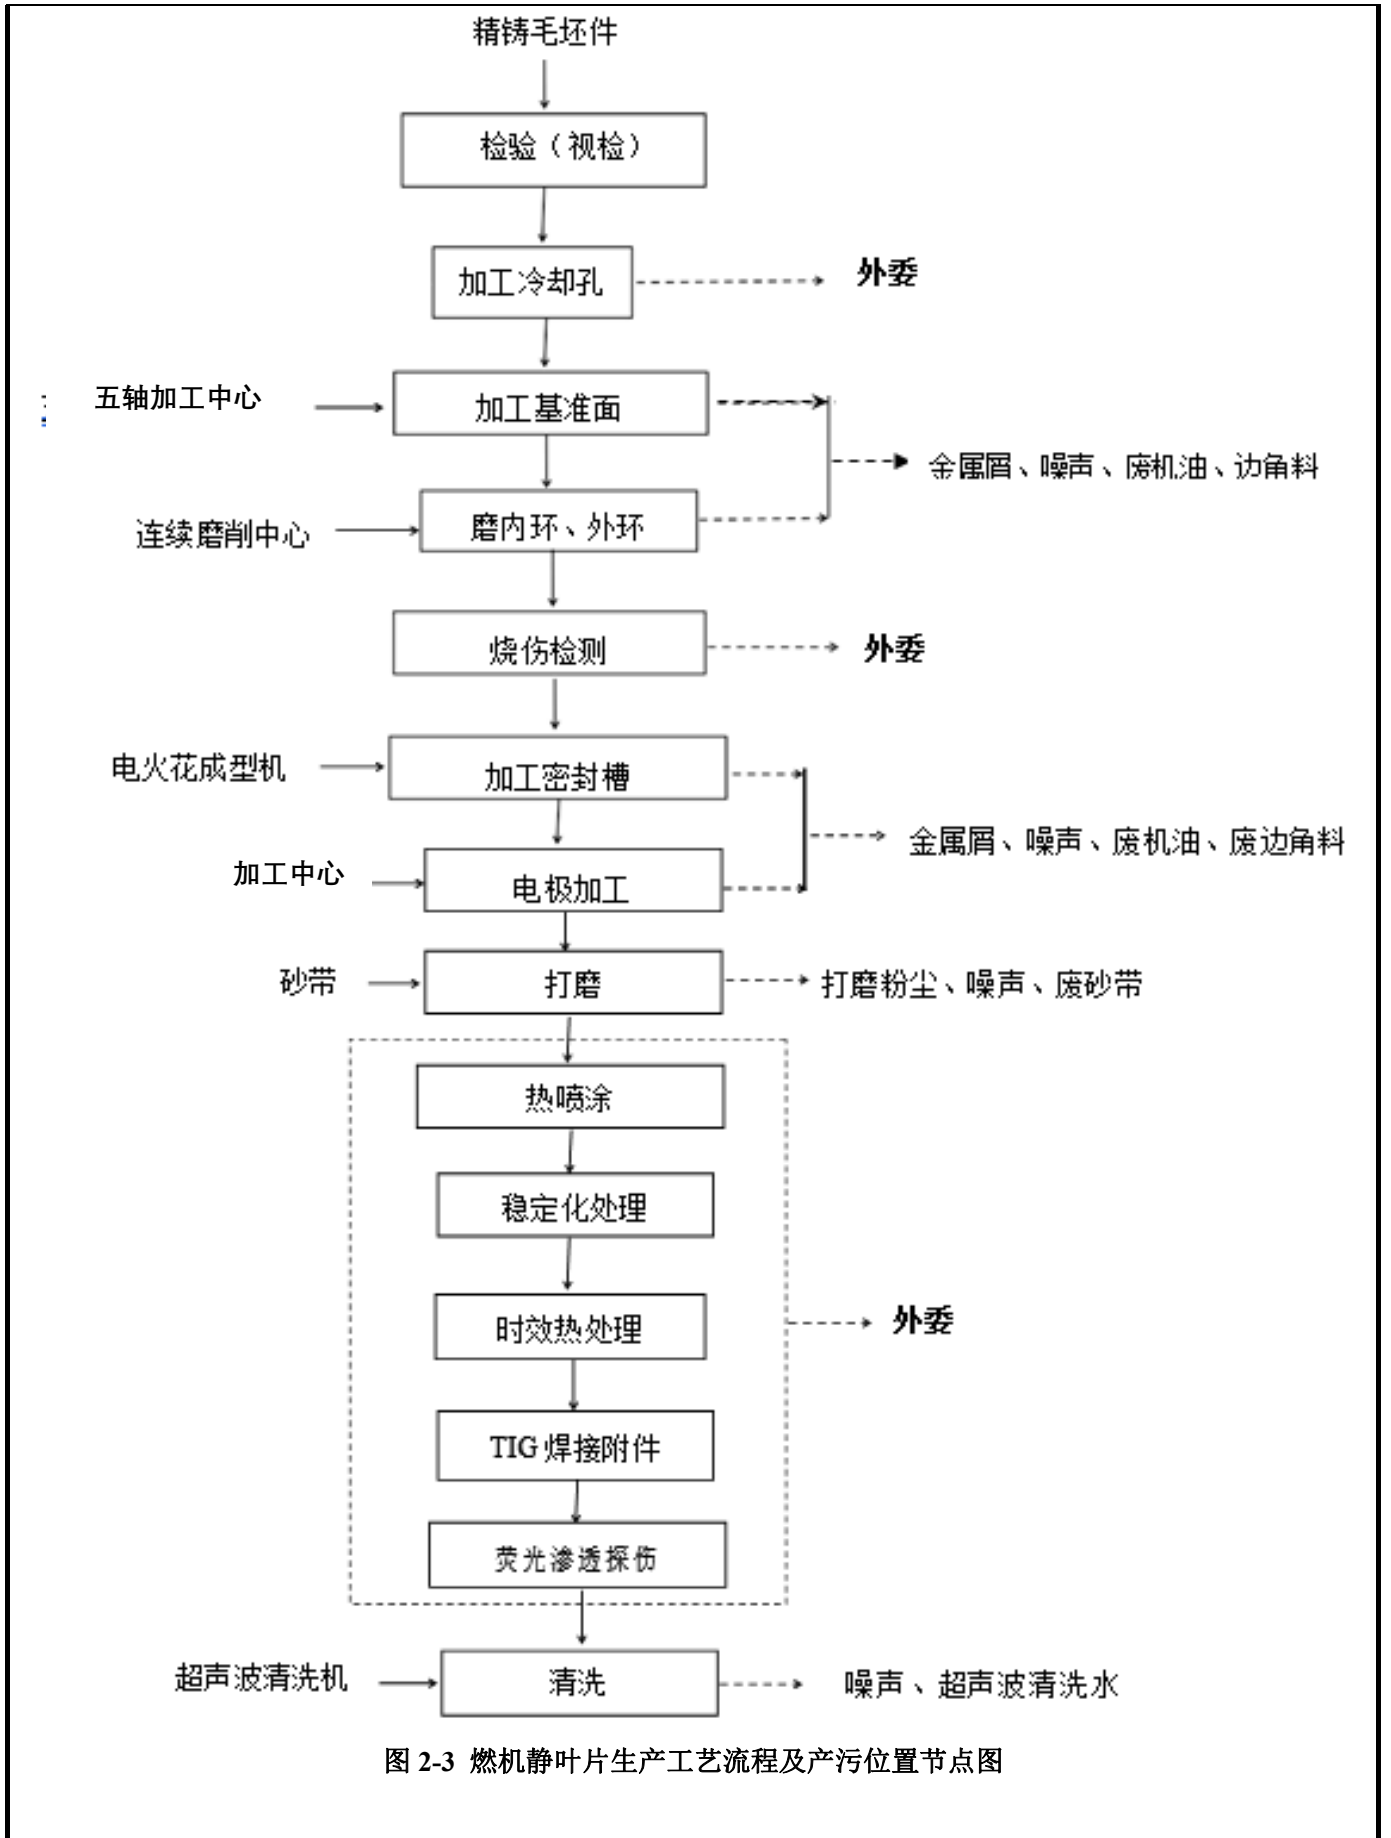 精铸毛坯件
检验（视检）
加工冷却孔
外委
五轴加工中心
加工基准面
金属屑、噪声、废机油、边角料
连续磨削中心
磨内环、外环
烧伤检测
外委
电火花成型机
加工密封槽
金属屑、噪声、废机油、废边角料
加工中心
电极加工
砂带
打磨
打磨粉尘、噪声、废砂带
热喷涂
稳定化处理
时效热处理
外委
TIG 焊接附件
荧光渗透探伤
超声波清洗机
清洗
噪声、超声波清洗水
图 2-3 燃机静叶片生产工艺流程及产污位置节点图